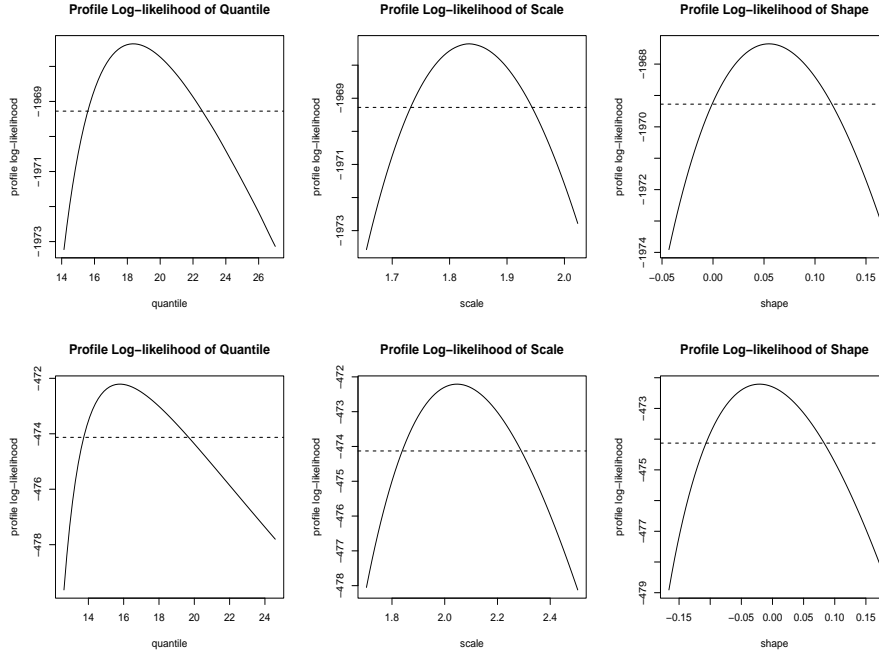 Profile Log−likelihood of Quantile
profile log−likelihood
−1973
−1971
−1969
14 16 18 20 22 24 26
quantile
Profile Log−likelihood of Scale
profile log−likelihood
−1973
−1971
−1969
1.7 1.8 1.9 2.0
scale
Profile Log−likelihood of Shape
profile log−likelihood
−1974
−1972
−1970
−1968
−0.05 0.00 0.05 0.10 0.15
shape
Profile Log−likelihood of Quantile
profile log−likelihood
−478
−476
−474
−472
14 16 18 20 22 24
quantile
Profile Log−likelihood of Scale
profile log−likelihood
−478
−477
−476
−475
−474
−473
−472
1.8 2.0 2.2 2.4
scale
Profile Log−likelihood of Shape
profile log−likelihood
−479
−477
−475
−473
−0.15 −0.05 0.00 0.05 0.10 0.15
shape